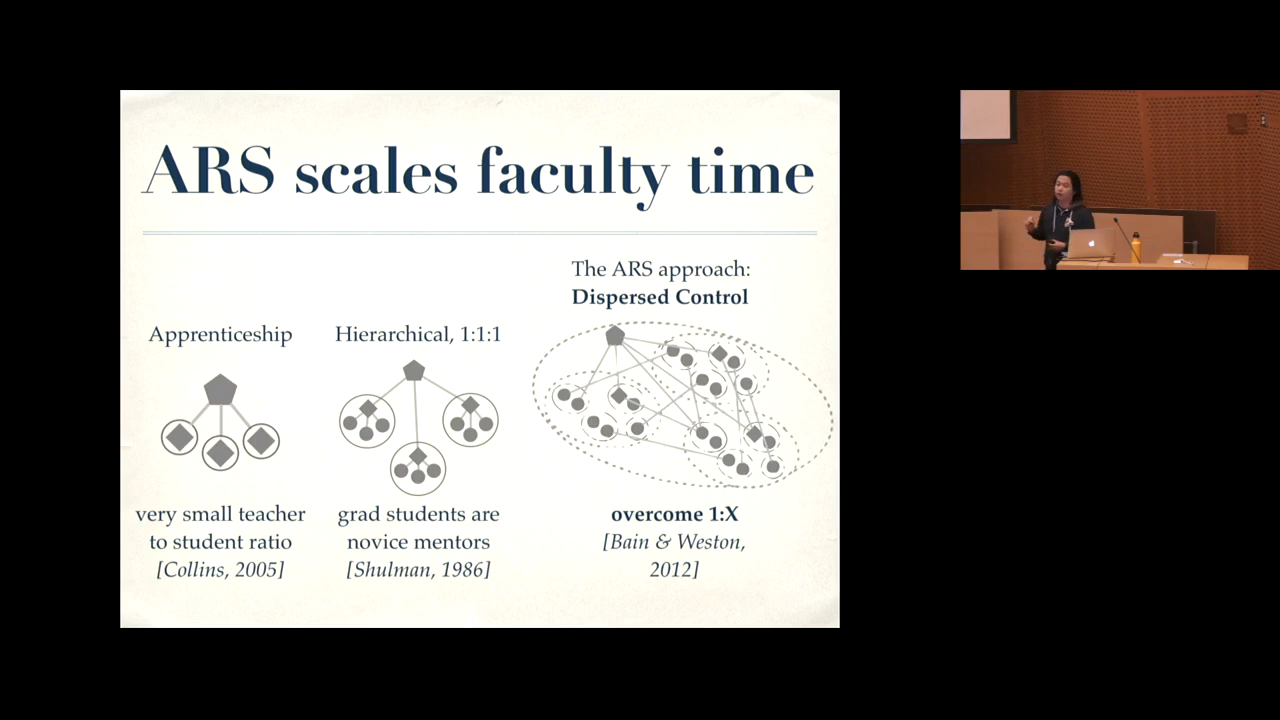 ARS scales faculty time
The ARS approach:
Dispersed Control
Apprenticeship
Hierarchical, 1:1:1
very small teacher
to student ratio
[Collins, 2005]
grad students are
novice mentors
[Shulman, 1986]
overcome 1:X
[Bain & Weston,
2012]